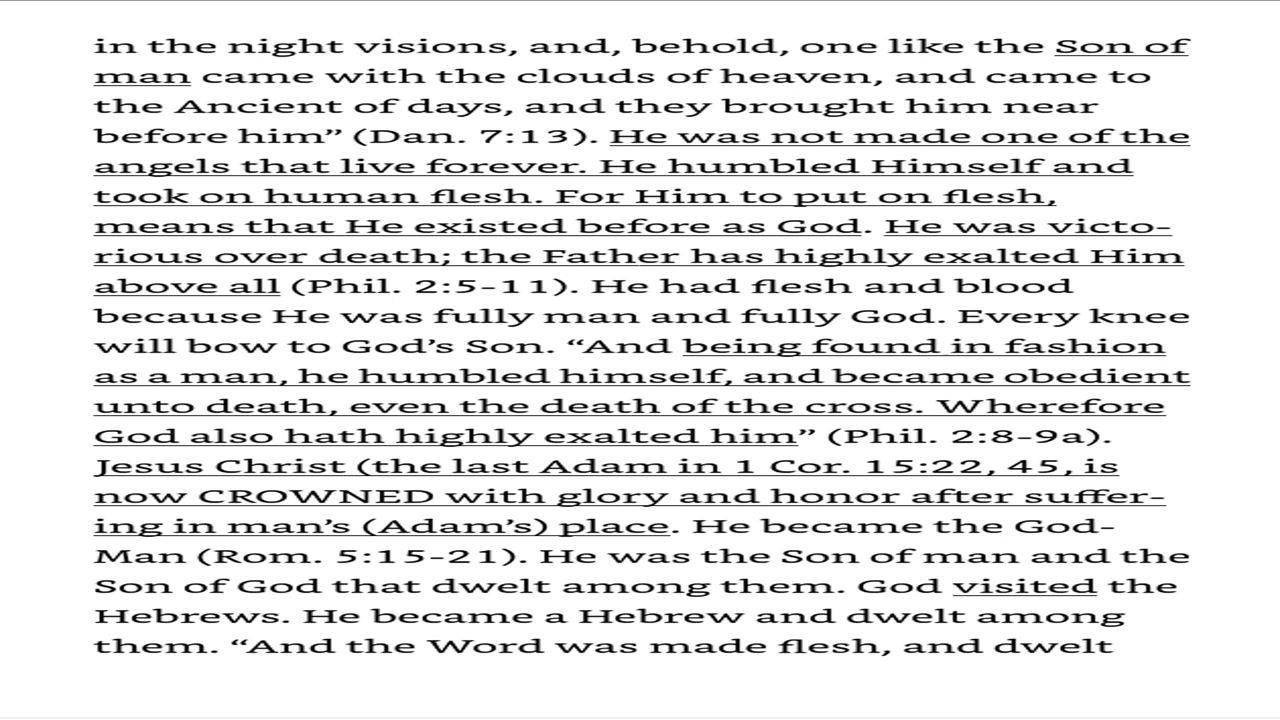 in the night visions, and, behold, one like the Son of
man came with the clouds of heaven, and came to
the Ancient of days, and they brought him near
before him” (Dan. 7:13). He was not made one of the
angels that live forever. He humbled Himself and
took on human flesh. For Him to put on flesh,
means that He existed before as God. He was victo-
rious over death; the Father has highly exalted Him
above all (Phil. 2:5-11). He had flesh and blood
because He was fully man and fully God. Every knee
will bow to God’s Son. “And being found in fashion
as a man, he humbled himself, and became obedient
unto death, even the death of the cross. Wherefore
God also hath highly exalted him” (Phil. 2:8-9a).
Jesus Christ (the last Adam in 1 Cor. 15:22, 45, is
now CROWNED with glory and honor after suffer-
ing in man’s (Adam’s) place. He became the God-
Man (Rom. 5:15-21). He was the Son of man and the
Son of God that dwelt among them. God visited the
Hebrews. He became a Hebrew and dwelt among
them. “And the Word was made flesh, and dwelt